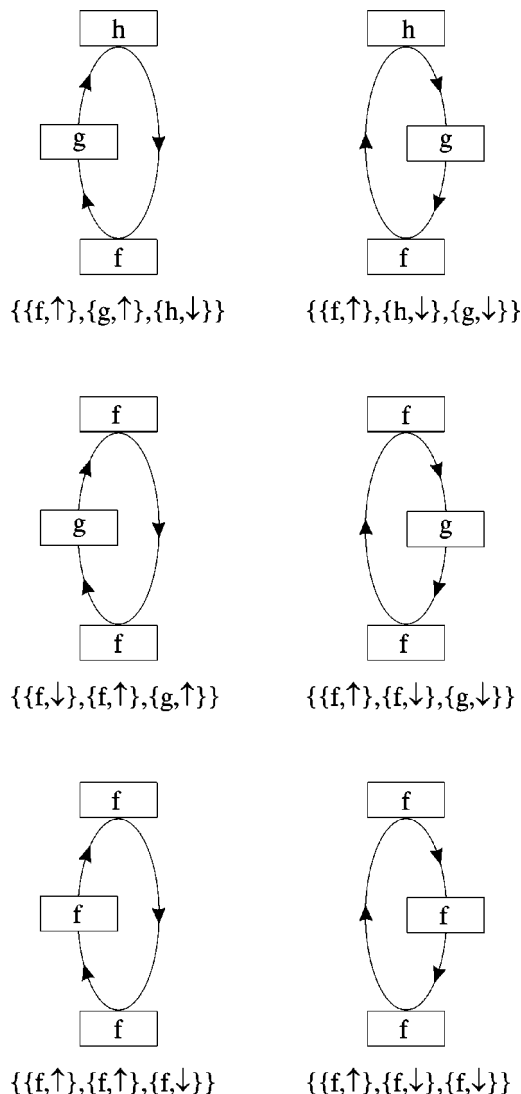 h h
g g
f f
{{f,↑},{g,↑},{h,↓}} {{f,↑},{h,↓},{g,↓}}
f f
g g
f f
{{f,↓},{f,↑},{g,↑}} {{f,↑},{f,↓},{g,↓}}
f f
f f
f f
{{f,↑},{f,↑},{f,↓}} {{f,↑},{f,↓},{f,↓}}